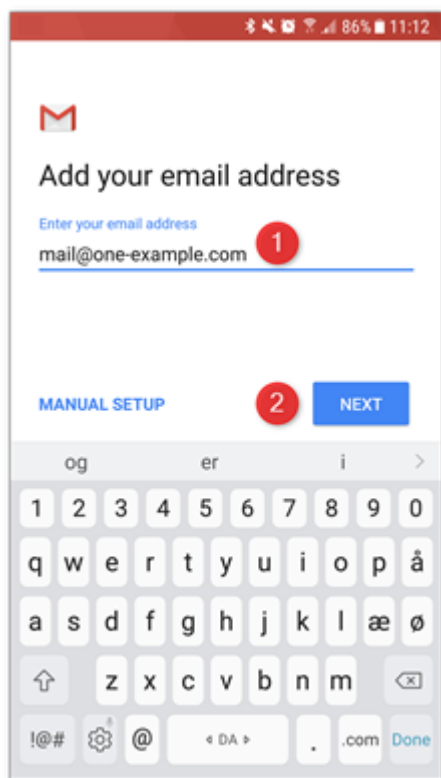 86% 11:12
Add your email address
Enter your email address
mail@one-example.com 1
MANUAL SETUP 2 NEXT
og er i >
1 2 3 4 5 6 7 8 9 0
q w e r t y u i o p å
a s d f g h j k l æ ø
z x c v b n m
!@# @ DA . .com Done